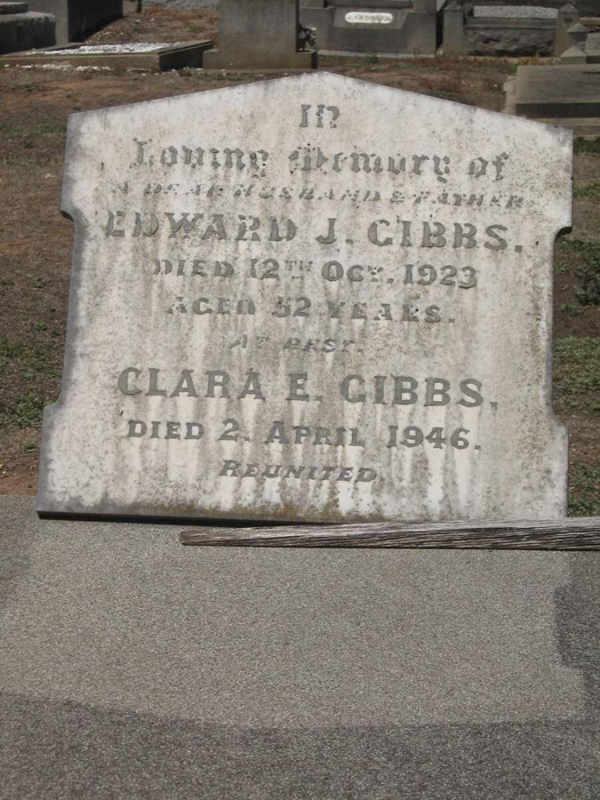 In
Loving Memory of
A DEAR HUSBAND & FATHER
EDWARD J. GIBBS.
DIED 12TH OCT. 1923
AGED 52 YEARS.
AT REST.
CLARA E. GIBBS.
DIED 2. APRIL 1946.
REUNITED.